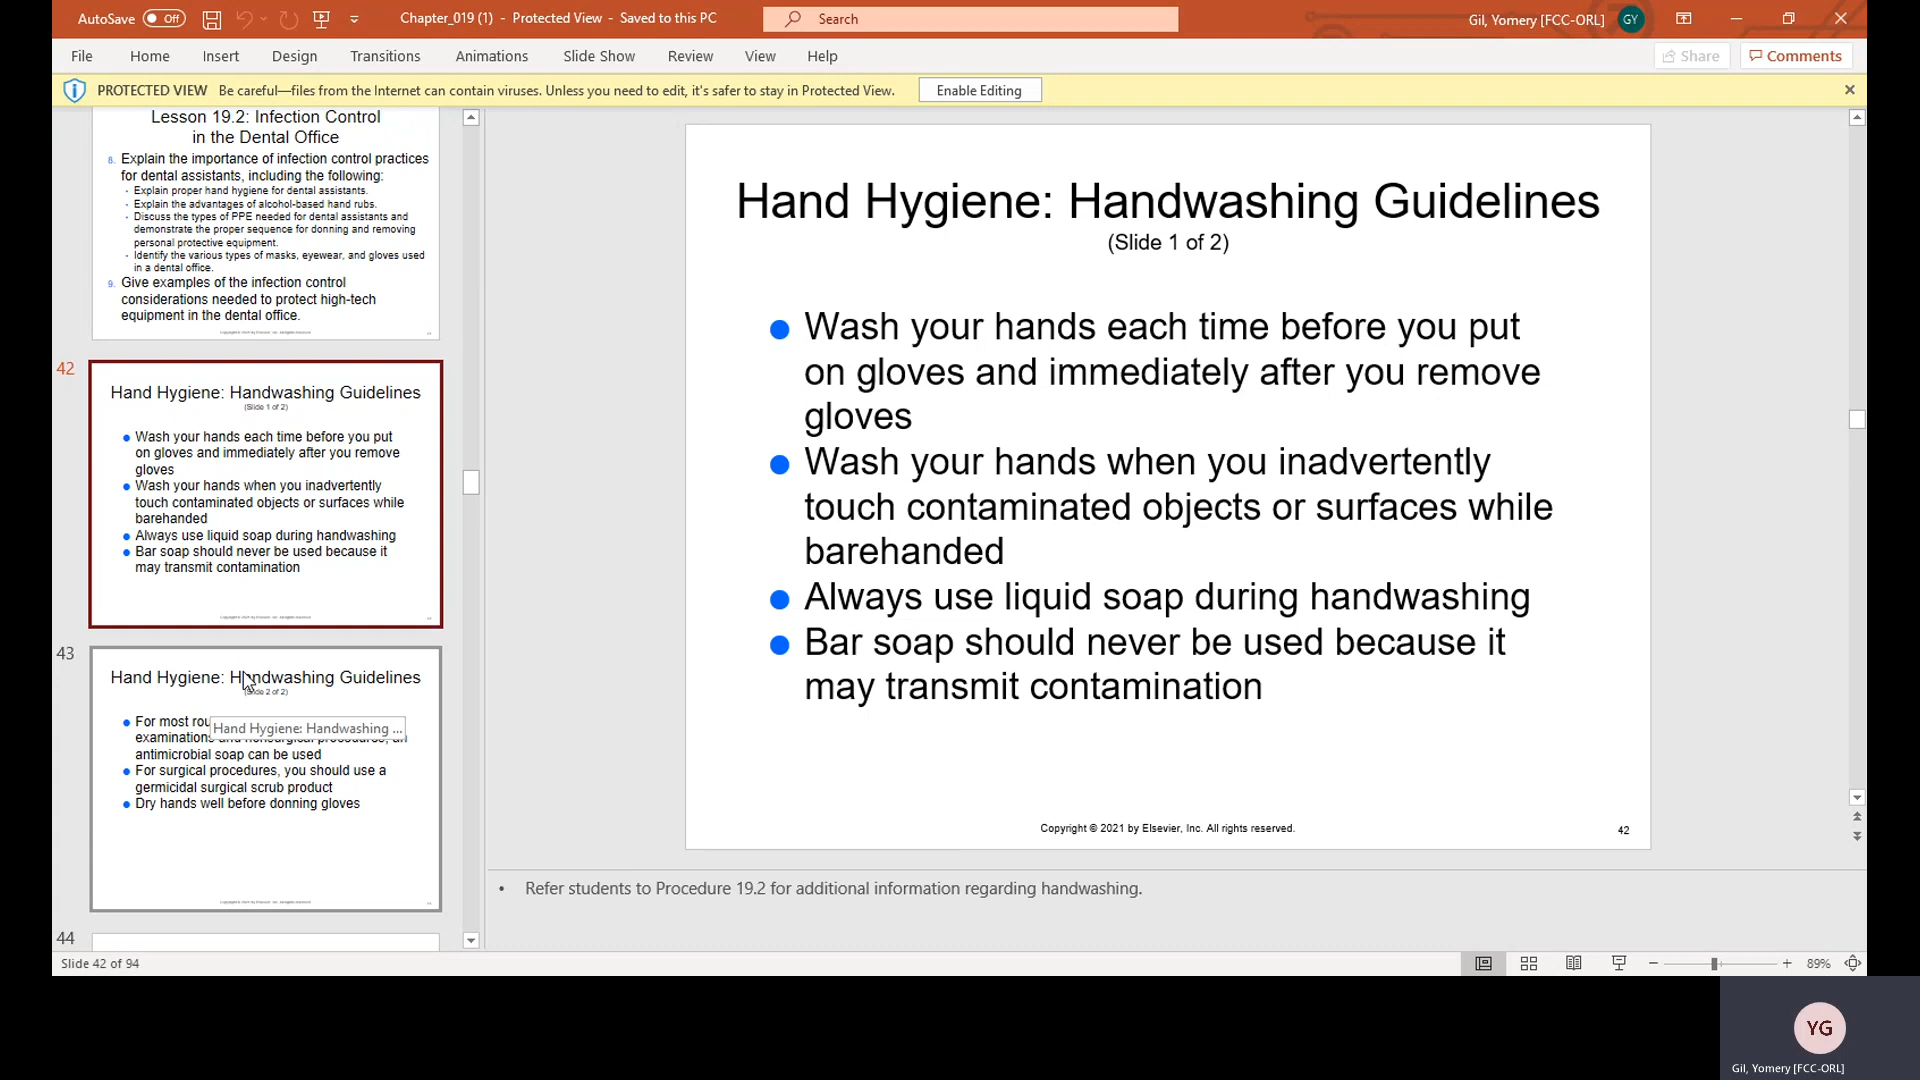 AutoSave Off Chapter_019 (1) - Protected View - Saved to this PC Search Gil, Yomery [FCC-ORL] GY
File Home Insert Design Transitions Animations Slide Show Review View Help Share Comments
PROTECTED VIEW Be careful—files from the Internet can contain viruses. Unless you need to edit, it's safer to stay in Protected View. Enable Editing
Lesson 19.2: Infection Control
in the Dental Office
8. Explain the importance of infection control practices
for dental assistants, including the following:
- Explain proper hand hygiene for dental assistants.
- Explain the advantages of alcohol-based hand rubs.
- Discuss the types of PPE needed for dental assistants and
demonstrate the proper sequence for donning and removing
personal protective equipment.
- Identify the various types of masks, eyewear, and gloves used
in a dental office.
9. Give examples of the infection control
considerations needed to protect high-tech
equipment in the dental office.
42
Hand Hygiene: Handwashing Guidelines
(Slide 1 of 2)
• Wash your hands each time before you put
on gloves and immediately after you remove
gloves
• Wash your hands when you inadvertently
touch contaminated objects or surfaces while
barehanded
• Always use liquid soap during handwashing
• Bar soap should never be used because it
may transmit contamination
43
Hand Hygiene: Handwashing Guidelines
2 of 2)
• For most
Hand Hygiene: Handwashing ...
examinations
antimicrobial soap can be used
• For surgical procedures, you should use a
germicidal surgical scrub product
• Dry hands well before donning gloves
44
Hand Hygiene: Handwashing Guidelines
(Slide 1 of 2)
• Wash your hands each time before you put
on gloves and immediately after you remove
gloves
• Wash your hands when you inadvertently
touch contaminated objects or surfaces while
barehanded
• Always use liquid soap during handwashing
• Bar soap should never be used because it
may transmit contamination
Copyright © 2021 by Elsevier, Inc. All rights reserved.
42
• Refer students to Procedure 19.2 for additional information regarding handwashing.
Slide 42 of 94 89%
YG
Gil, Yomery [FCC-ORL]